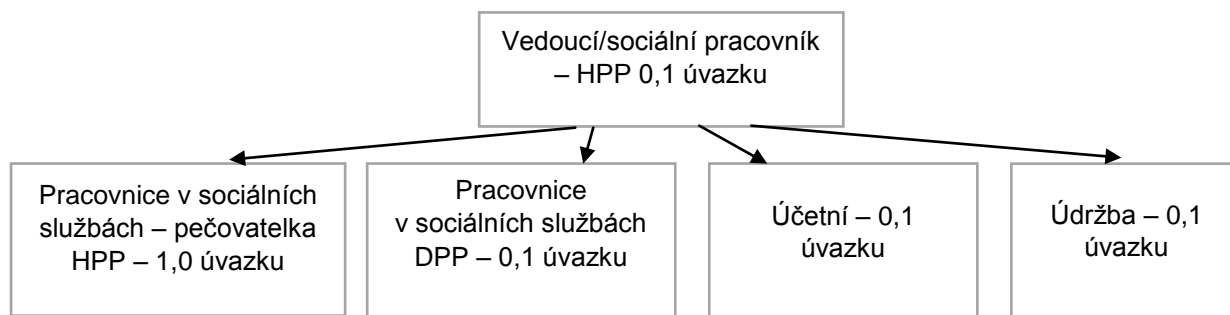 Vedoucí/sociální pracovník
– HPP 0,1 úvazku
Pracovnice v sociálních
službách – pečovatelka
HPP – 1,0 úvazku
Pracovnice
v sociálních službách
DPP – 0,1 úvazku
Účetní – 0,1
úvazku
Údržba – 0,1
úvazku